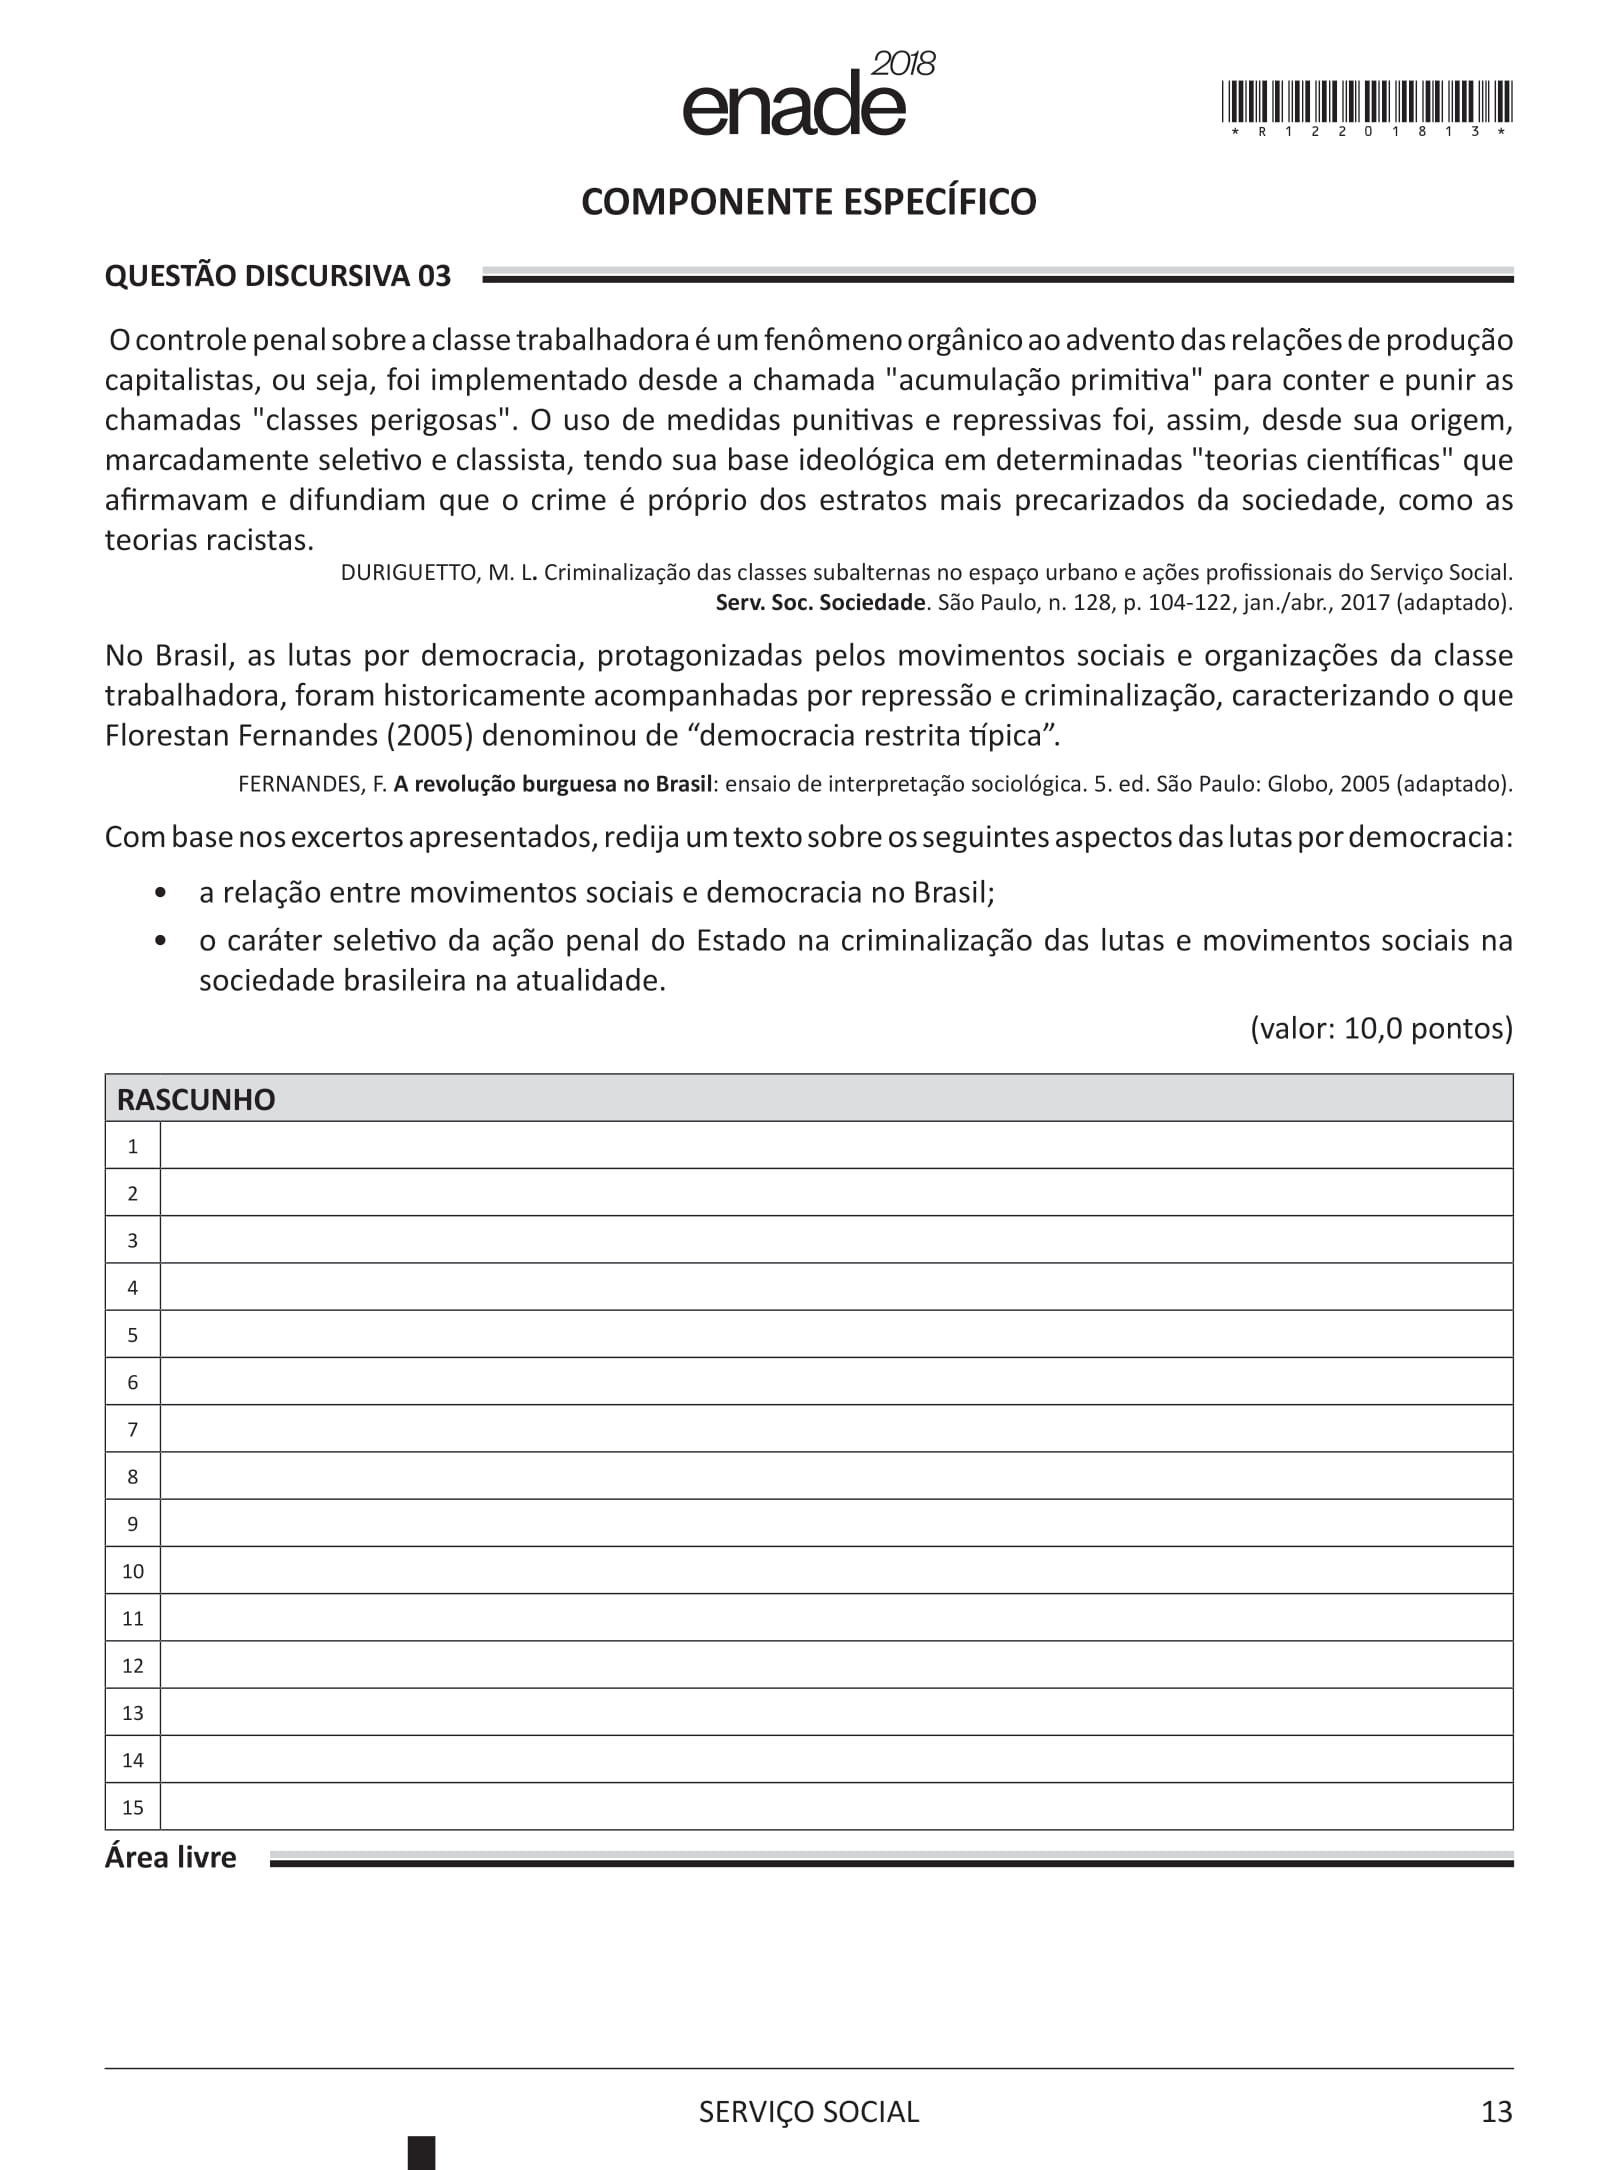 enade 2018
*R12201813*
COMPONENTE ESPECÍFICO
QUESTÃO DISCURSIVA 03
O controle penal sobre a classe trabalhadora é um fenômeno orgânico ao advento das relações de produção
capitalistas, ou seja, foi implementado desde a chamada "acumulação primitiva" para conter e punir as
chamadas "classes perigosas". O uso de medidas punitivas e repressivas foi, assim, desde sua origem,
marcadamente seletivo e classista, tendo sua base ideológica em determinadas "teorias científicas" que
afirmavam e difundiam que o crime é próprio dos estratos mais precarizados da sociedade, como as
teorias racistas.
DURIGUETTO, M. L. Criminalização das classes subalternas no espaço urbano e ações profissionais do Serviço Social.
Serv. Soc. Sociedade. São Paulo, n. 128, p. 104-122, jan./abr., 2017 (adaptado).
No Brasil, as lutas por democracia, protagonizadas pelos movimentos sociais e organizações da classe
trabalhadora, foram historicamente acompanhadas por repressão e criminalização, caracterizando o que
Florestan Fernandes (2005) denominou de “democracia restrita típica”.
FERNANDES, F. A revolução burguesa no Brasil: ensaio de interpretação sociológica. 5. ed. São Paulo: Globo, 2005 (adaptado).
Com base nos excertos apresentados, redija um texto sobre os seguintes aspectos das lutas por democracia:
• a relação entre movimentos sociais e democracia no Brasil;
• o caráter seletivo da ação penal do Estado na criminalização das lutas e movimentos sociais na
sociedade brasileira na atualidade.
(valor: 10,0 pontos)
RASCUNHO
1
2
3
4
5
6
7
8
9
10
11
12
13
14
15
Área livre
SERVIÇO SOCIAL
13